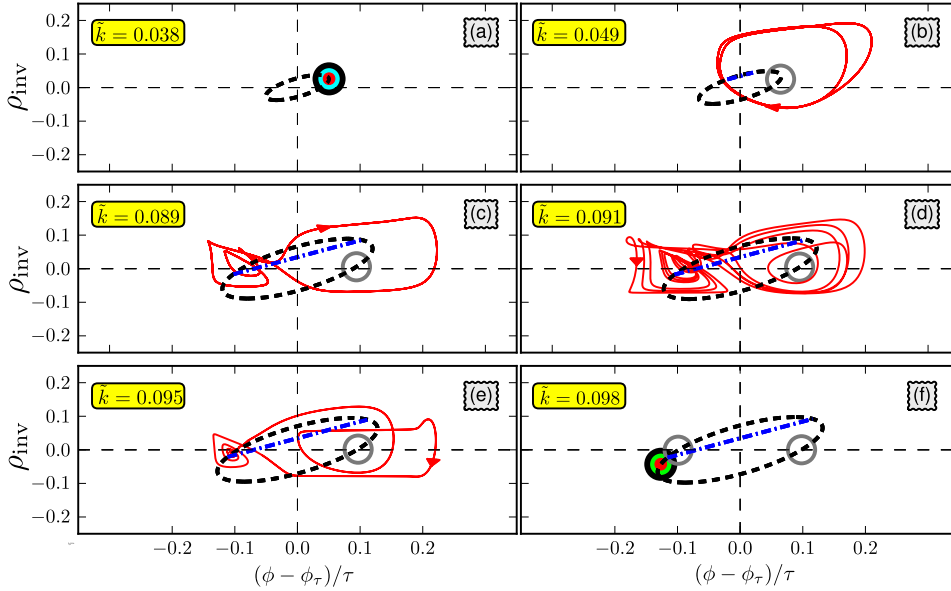 0.2
0.1
0.0
−0.1
−0.2
ρinv
k̃ = 0.038
(a)
k̃ = 0.049
(b)
0.2
0.1
0.0
−0.1
−0.2
ρinv
k̃ = 0.089
(c)
k̃ = 0.091
(d)
0.2
0.1
0.0
−0.1
−0.2
ρinv
k̃ = 0.095
(e)
k̃ = 0.098
(f)
−0.2 −0.1 0.0 0.1 0.2 −0.2 −0.1 0.0 0.1 0.2
(ϕ − ϕτ)/τ (ϕ − ϕτ)/τ